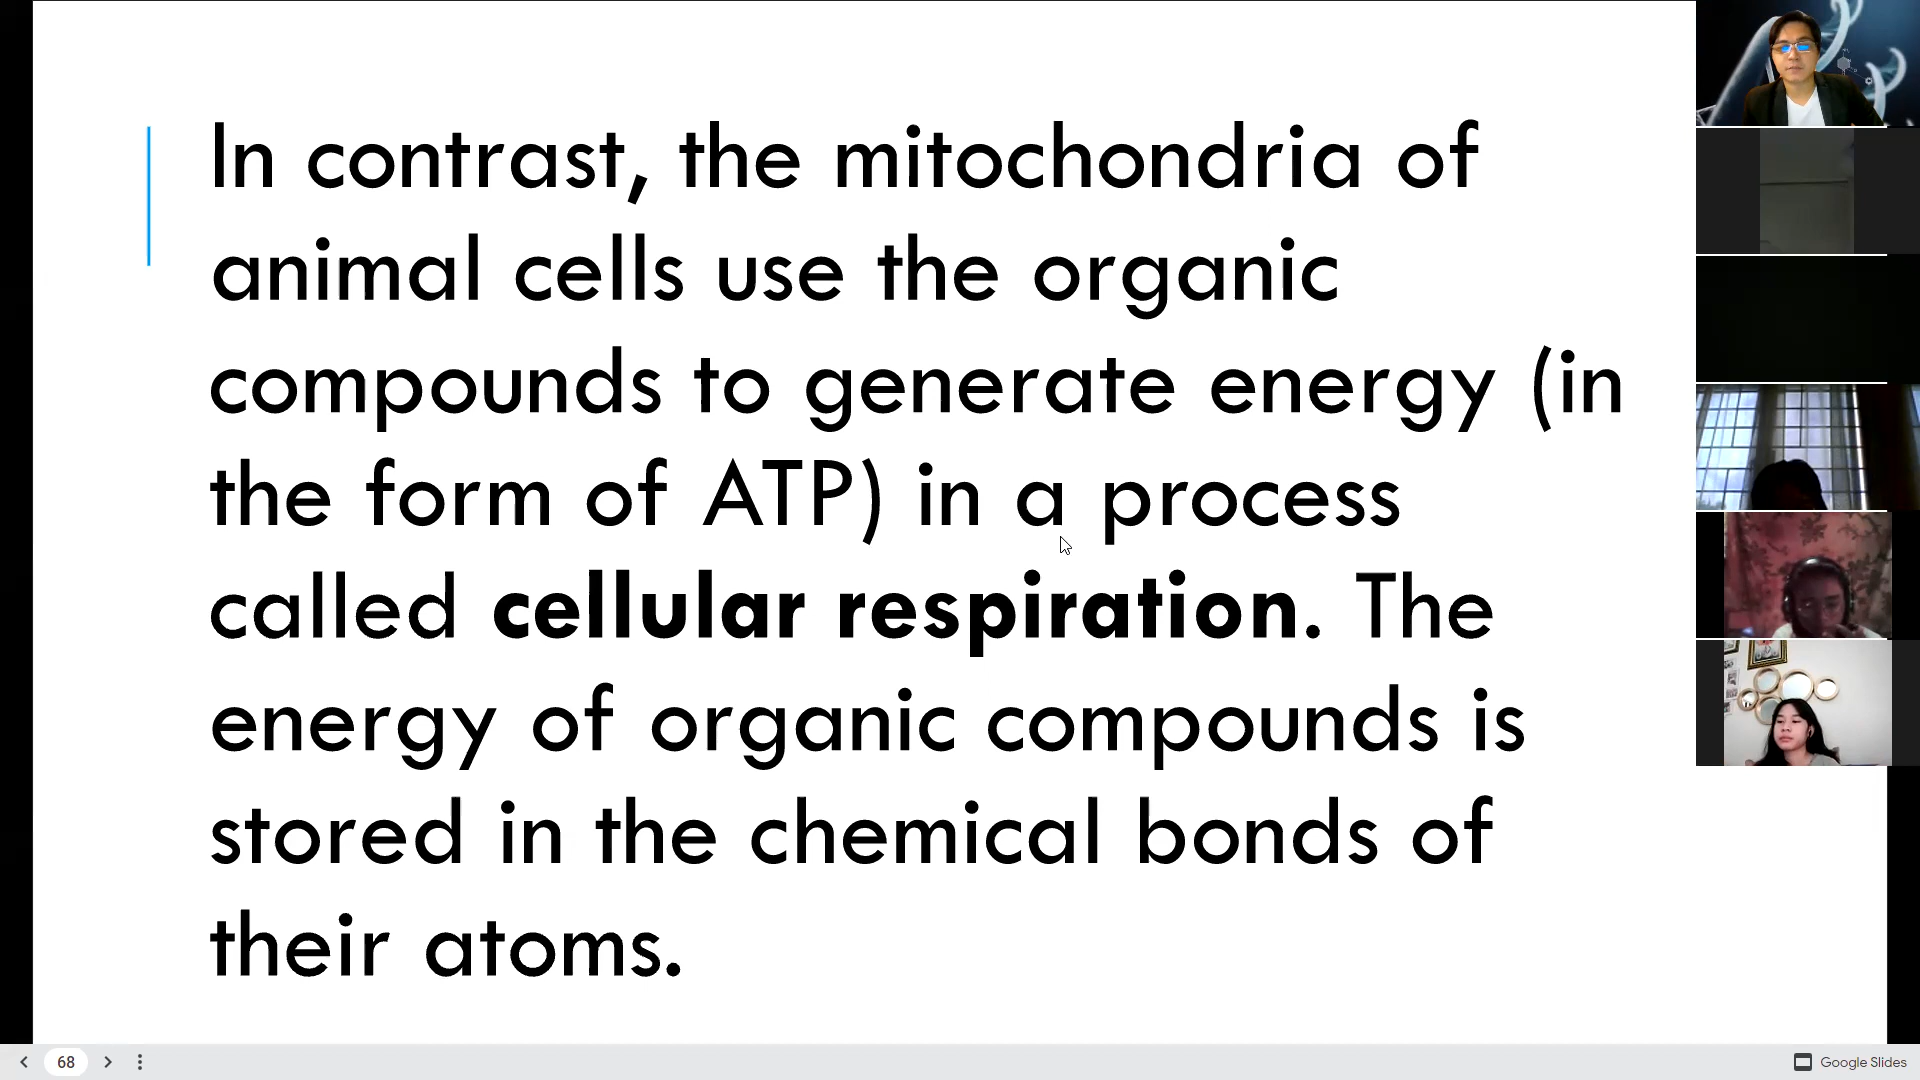 In contrast, the mitochondria of
animal cells use the organic
compounds to generate energy (in
the form of ATP) in a process
called cellular respiration. The
energy of organic compounds is
stored in the chemical bonds of
their atoms.
68
Google Slides